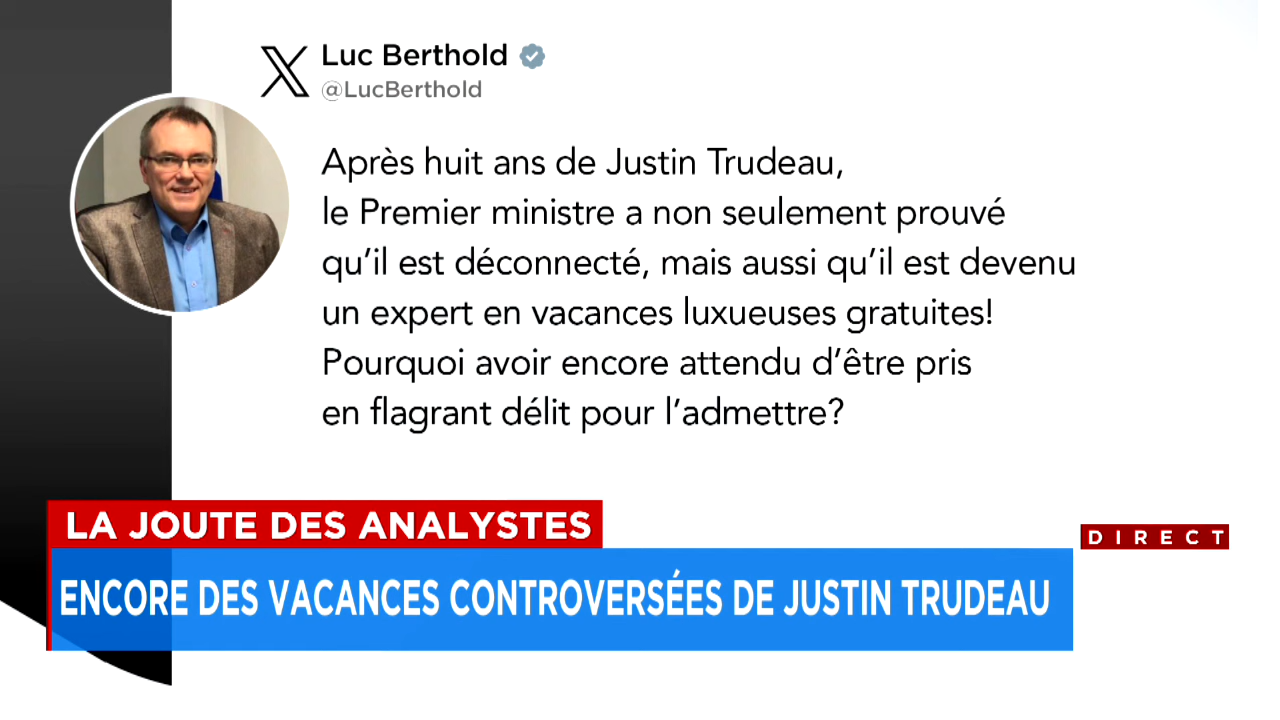 Luc Berthold
@LucBerthold
Après huit ans de Justin Trudeau,
le Premier ministre a non seulement prouvé
qu’il est déconnecté, mais aussi qu’il est devenu
un expert en vacances luxueuses gratuites!
Pourquoi avoir encore attendu d’être pris
en flagrant délit pour l’admettre?
LA JOUTE DES ANALYSTES
DIRECT
ENCORE DES VACANCES CONTROVERSÉES DE JUSTIN TRUDEAU